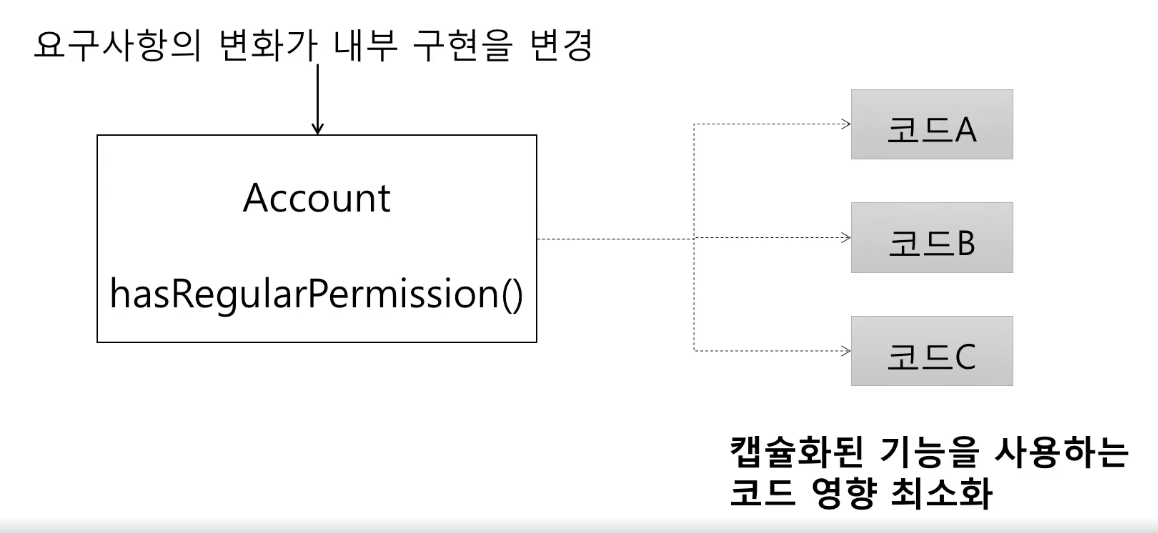 요구사항의 변화가 내부 구현을 변경
Account
hasRegularPermission()
코드A
코드B
코드C
캡슐화된 기능을 사용하는
코드 영향 최소화